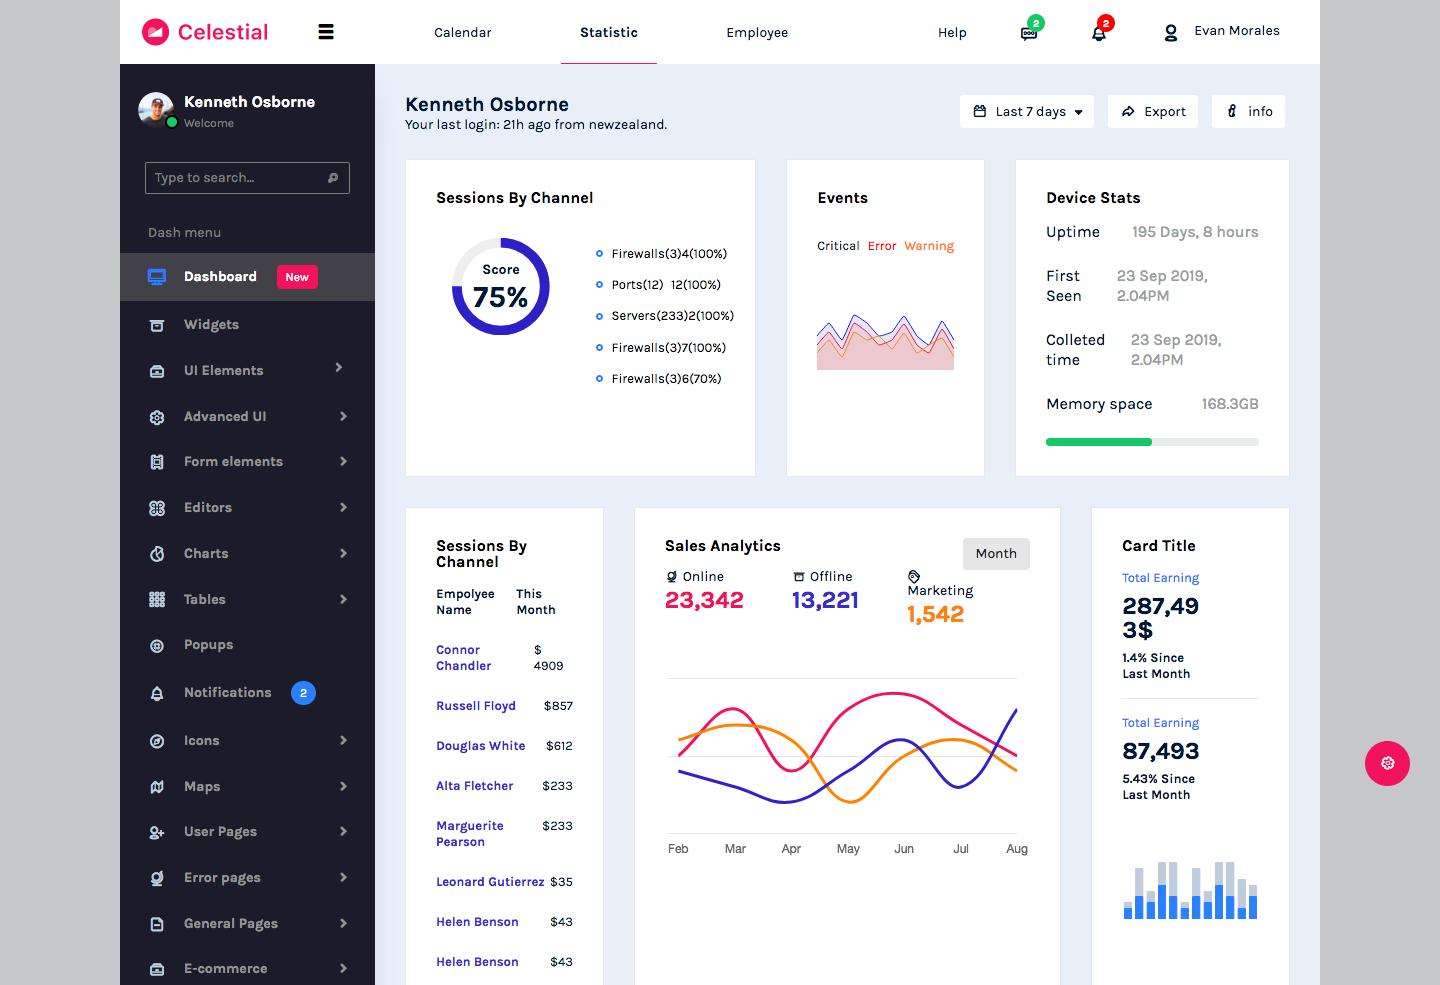 Celestial
Calendar
Statistic
Employee
Help
2
2
Evan Morales
Kenneth Osborne
Welcome
Type to search...
Dash menu
Dashboard
New
Widgets
UI Elements
Advanced UI
Form elements
Editors
Charts
Tables
Popups
Notifications
2
Icons
Maps
User Pages
Error pages
General Pages
E-commerce
Kenneth Osborne
Your last login: 21h ago from newzealand.
Last 7 days
Export
info
Sessions By Channel
Score
75%
Firewalls(3)4(100%)
Ports(12) 12(100%)
Servers(233)2(100%)
Firewalls(3)7(100%)
Firewalls(3)6(70%)
Events
Critical Error Warning
Device Stats
Uptime 195 Days, 8 hours
First 23 Sep 2019,
Seen 2.04PM
Colleted 23 Sep 2019,
time 2.04PM
Memory space 168.3GB
Sessions By
Channel
Empolyee This
Name Month
Connor $
Chandler 4909
Russell Floyd $857
Douglas White $612
Alta Fletcher $233
Marguerite $233
Pearson
Leonard Gutierrez $35
Helen Benson $43
Helen Benson $43
Sales Analytics
Month
Online
23,342
Offline
13,221
Marketing
1,542
Feb Mar Apr May Jun Jul Aug
Card Title
Total Earning
287,49
3$
1.4% Since
Last Month
Total Earning
87,493
5.43% Since
Last Month